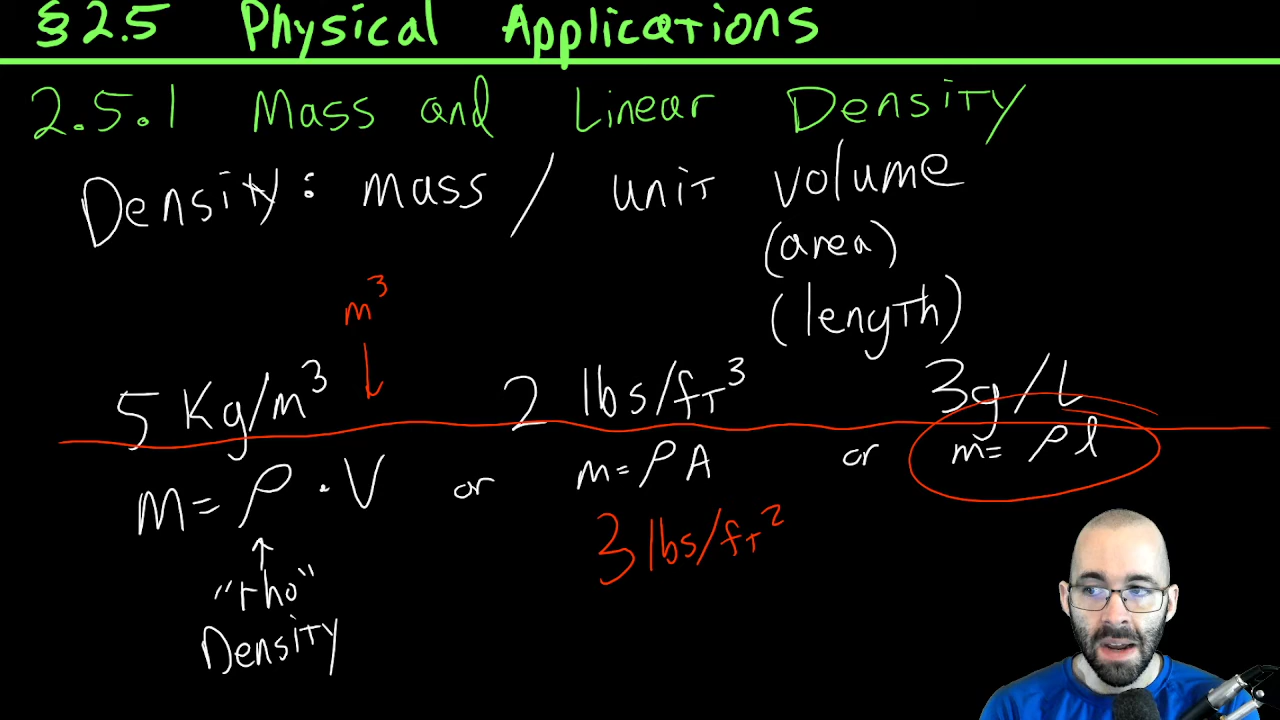 §2.5 Physical Applications
2.5.1 Mass and Linear Density
Density: mass / unit volume
(area)
(length)
m³
5 Kg/m³ 2 lbs/ft³ 3g/L
m= ρ·V or m= ρA or m= ρl
3 lbs/ft²
"rho"
Density